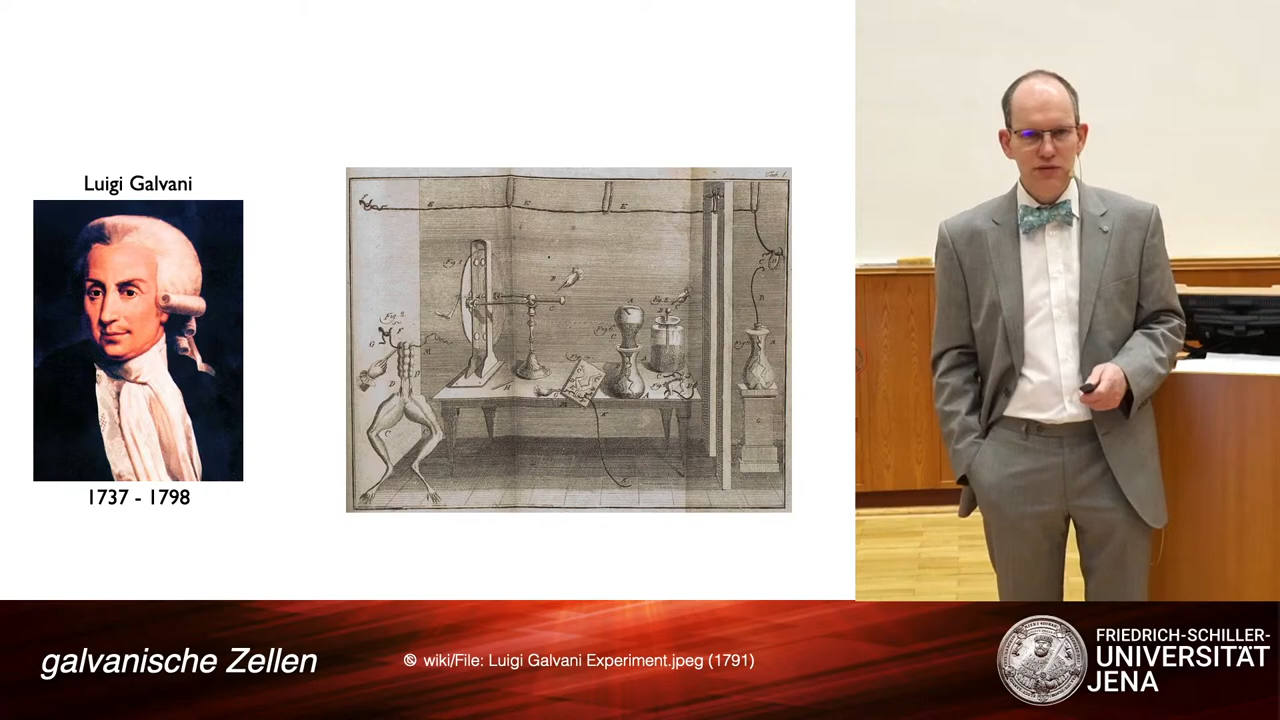 Luigi Galvani
1737 - 1798
galvanische Zellen
wiki/File: Luigi Galvani Experiment.jpeg (1791)
FRIEDRICH-SCHILLER-
UNIVERSITÄT
JENA